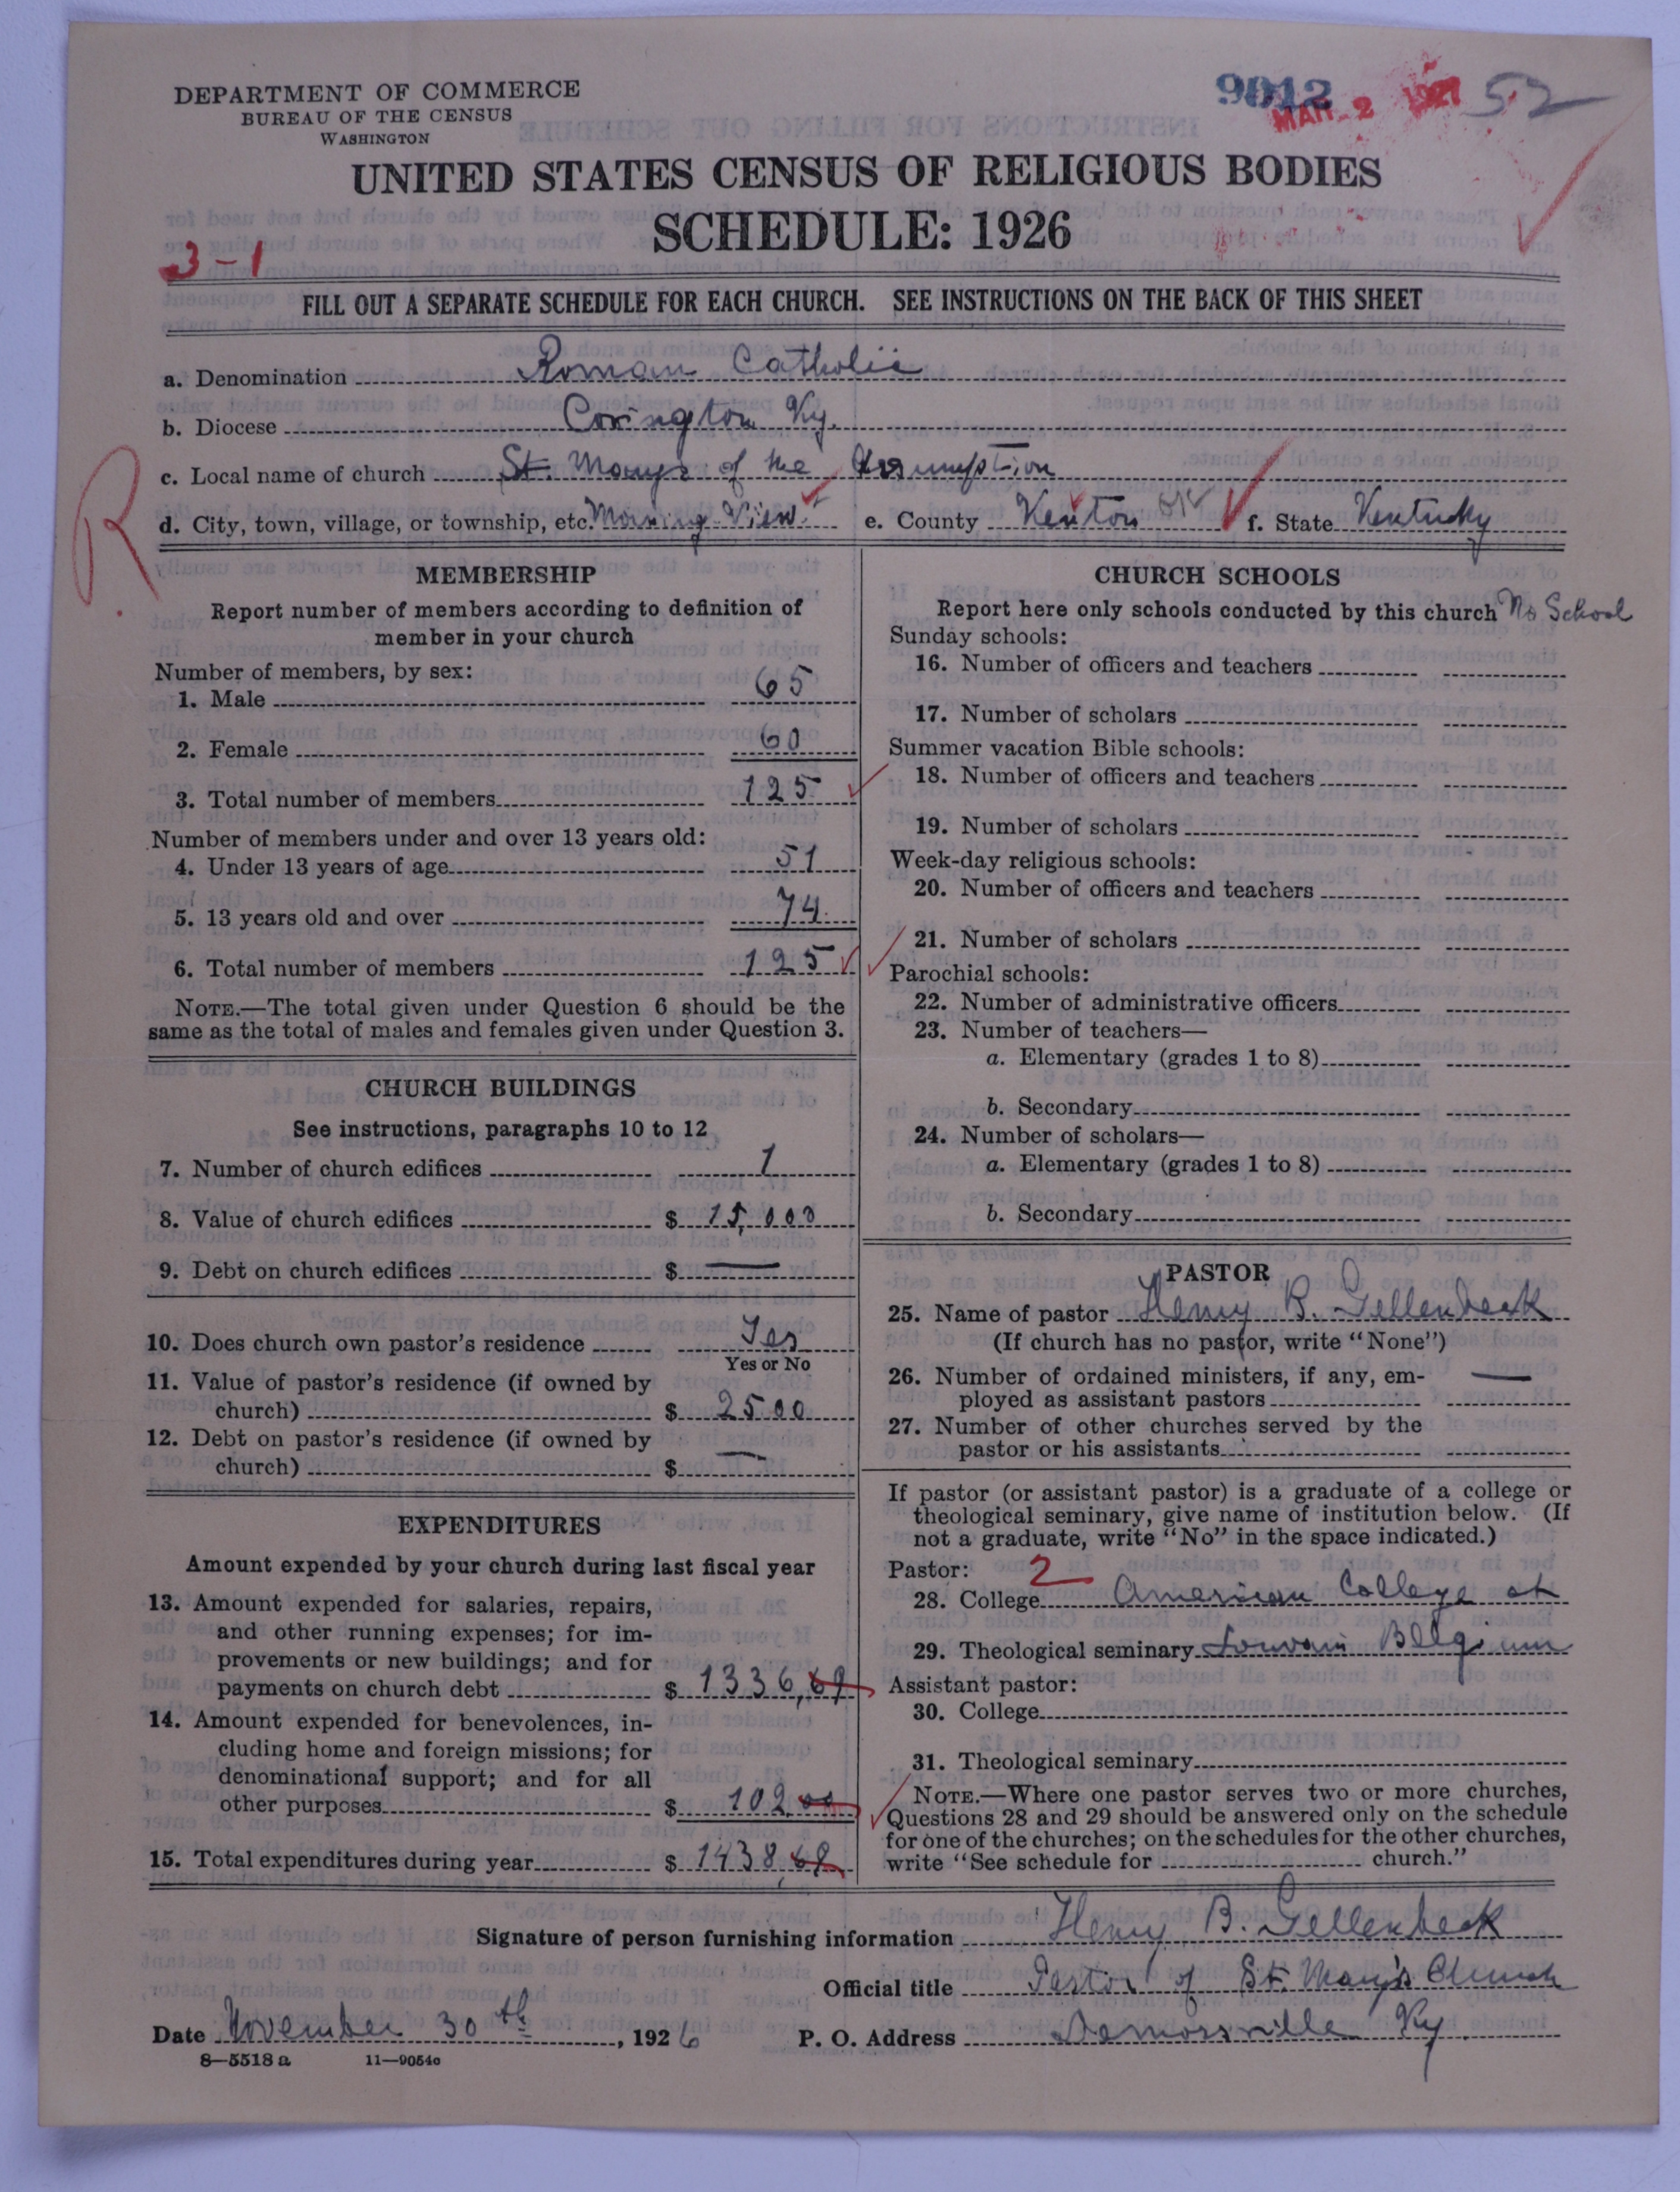 DEPARTMENT OF COMMERCE
BUREAU OF THE CENSUS
WASHINGTON
9012
MAR 2 1927
52
UNITED STATES CENSUS OF RELIGIOUS BODIES
SCHEDULE: 1926
3-1
FILL OUT A SEPARATE SCHEDULE FOR EACH CHURCH. SEE INSTRUCTIONS ON THE BACK OF THIS SHEET
a. Denomination Roman Catholic
b. Diocese Covington Ky.
c. Local name of church St. Mary's of the Assumption
d. City, town, village, or township, etc. Morning View e. County Kenton OK f. State Kentucky
R
MEMBERSHIP
Report number of members according to definition of
member in your church
Number of members, by sex:
1. Male 65
2. Female 60
3. Total number of members 125
Number of members under and over 13 years old:
4. Under 13 years of age 51
5. 13 years old and over 74
6. Total number of members 125
NOTE.—The total given under Question 6 should be the
same as the total of males and females given under Question 3.
CHURCH BUILDINGS
See instructions, paragraphs 10 to 12
7. Number of church edifices 1
8. Value of church edifices $ 15,000
9. Debt on church edifices $ —
10. Does church own pastor's residence Yes
Yes or No
11. Value of pastor's residence (if owned by
church) $ 2500
12. Debt on pastor's residence (if owned by
church) $ —
EXPENDITURES
Amount expended by your church during last fiscal year
13. Amount expended for salaries, repairs,
and other running expenses; for im-
provements or new buildings; and for
payments on church debt $ 1336,69
14. Amount expended for benevolences, in-
cluding home and foreign missions; for
denominational support; and for all
other purposes $ 102.00
15. Total expenditures during year $ 1438,69
CHURCH SCHOOLS
Report here only schools conducted by this church No School
Sunday schools:
16. Number of officers and teachers
17. Number of scholars
Summer vacation Bible schools:
18. Number of officers and teachers
19. Number of scholars
Week-day religious schools:
20. Number of officers and teachers
21. Number of scholars
Parochial schools:
22. Number of administrative officers
23. Number of teachers—
a. Elementary (grades 1 to 8)
b. Secondary
24. Number of scholars—
a. Elementary (grades 1 to 8)
b. Secondary
PASTOR
25. Name of pastor Henry B. Gellenbeck
(If church has no pastor, write "None")
26. Number of ordained ministers, if any, em-
ployed as assistant pastors —
27. Number of other churches served by the
pastor or his assistants
If pastor (or assistant pastor) is a graduate of a college or
theological seminary, give name of institution below. (If
not a graduate, write "No" in the space indicated.)
Pastor: 2
28. College American College at
29. Theological seminary Louvain Belgium
Assistant pastor:
30. College
31. Theological seminary
NOTE.—Where one pastor serves two or more churches,
Questions 28 and 29 should be answered only on the schedule
for one of the churches; on the schedules for the other churches,
write "See schedule for church."
Signature of person furnishing information Henry B. Gellenbeck
Official title Pastor of St. Mary's Church
Date November 30th, 1926 P. O. Address Demossville Ky
8—5518 a 11—9054c